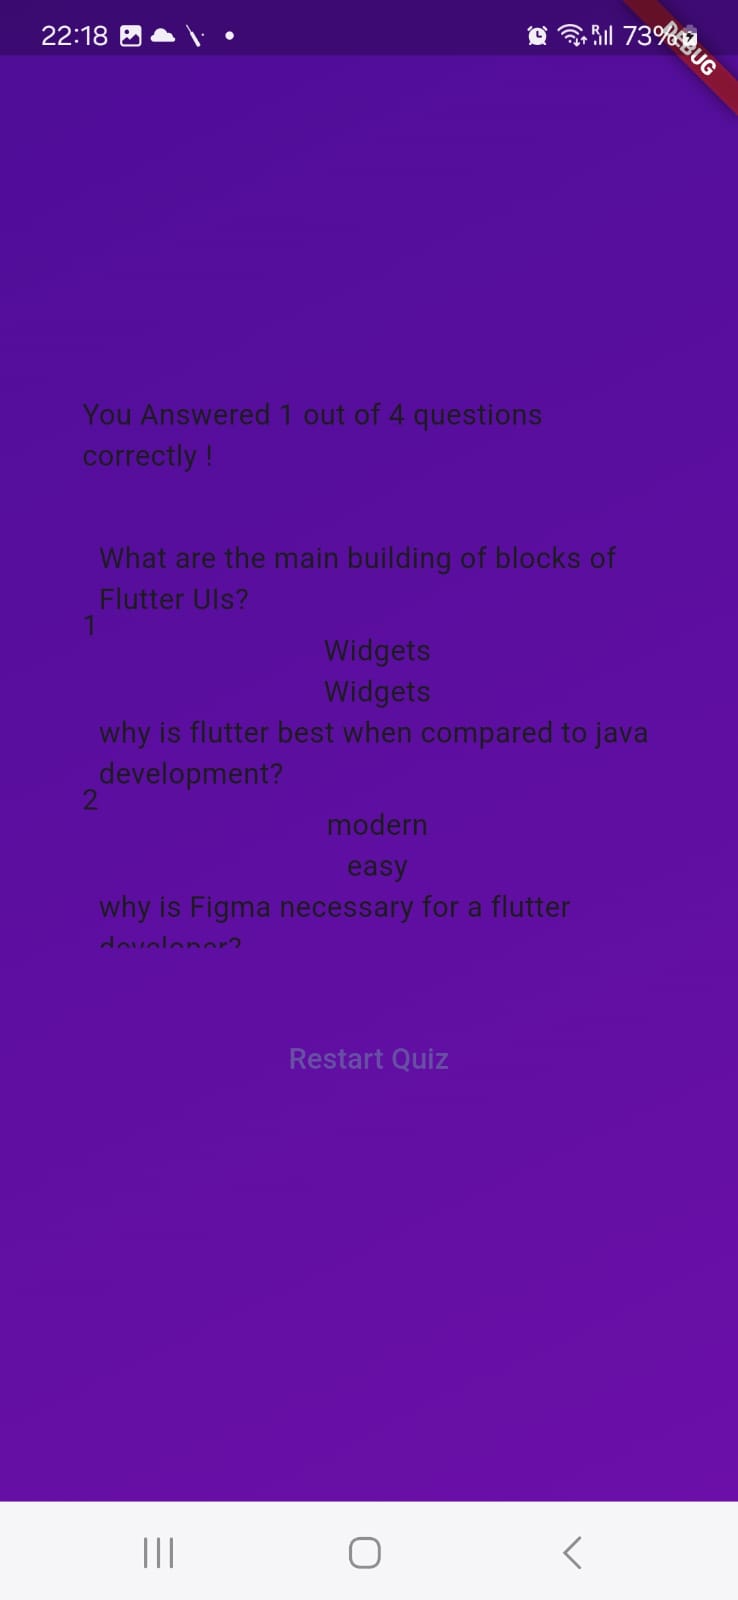 22:18
73%
DEBUG
You Answered 1 out of 4 questions
correctly !
What are the main building of blocks of
Flutter UIs?
1
Widgets
Widgets
why is flutter best when compared to java
development?
2
modern
easy
why is Figma necessary for a flutter
developer?
Restart Quiz